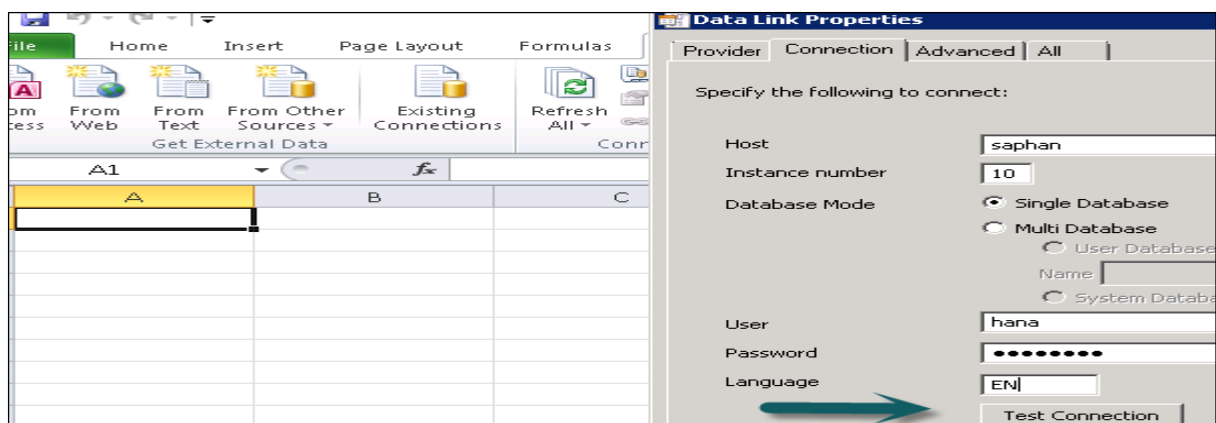 Data Link Properties
File Home Insert Page Layout Formulas
Provider Connection Advanced All
Specify the following to connect:
From Web
From Text
From Other Sources
Existing Connections
Refresh All
Get External Data
A1 fx
A B C
Host saphan
Instance number 10
Database Mode Single Database
Multi Database
User Database
Name
System Databa
User hana
Password ●●●●●●●●
Language EN
Test Connection